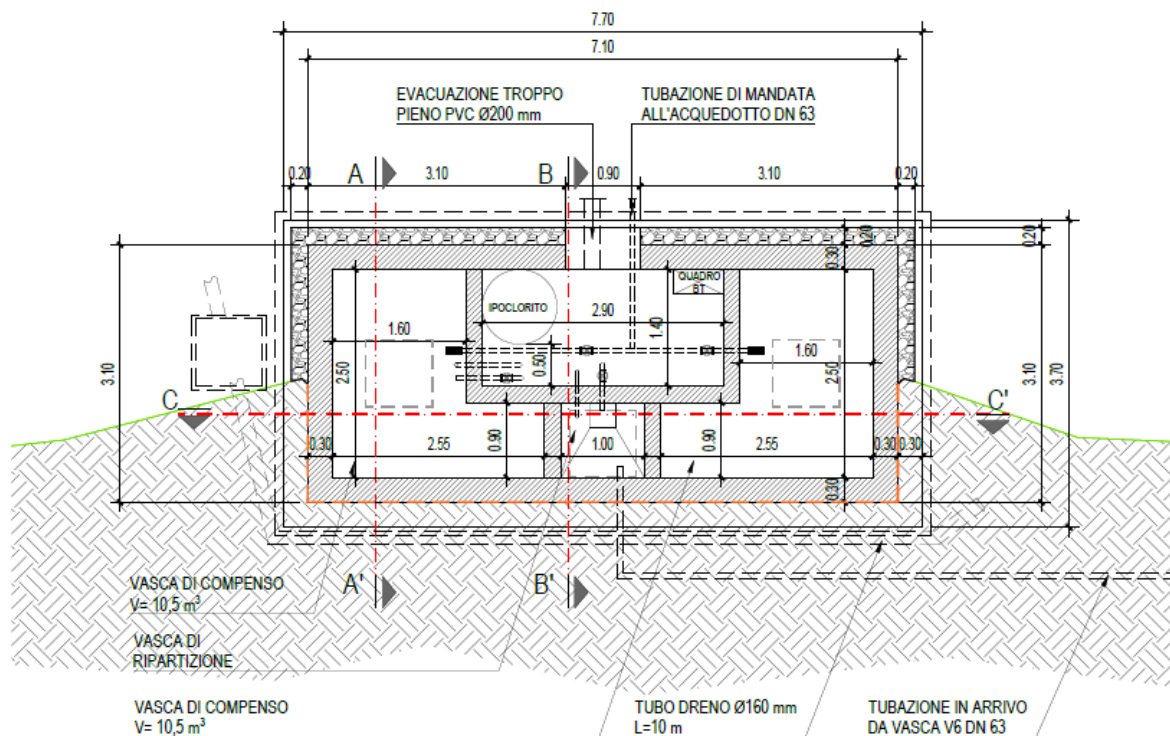 7.70
7.10
EVACUAZIONE TROPPO
PIENO PVC Ø200 mm
TUBAZIONE DI MANDATA
ALL'ACQUEDOTTO DN 63
0.20
A
3.10
B
0.90
3.10
0.20
0.20
0.20
0.30
QUADRO
BT
IPOCLORITO
2.90
1.40
1.60
1.60
0.50
2.50
2.50
3.10
3.10
3.70
C
C'
0.30
2.55
0.90
1.00
0.90
2.55
0.30
0.30
0.30
VASCA DI COMPENSO
V= 10,5 m³
A'
B'
VASCA DI
RIPARTIZIONE
VASCA DI COMPENSO
V= 10,5 m³
TUBO DRENO Ø160 mm
L=10 m
TUBAZIONE IN ARRIVO
DA VASCA V6 DN 63